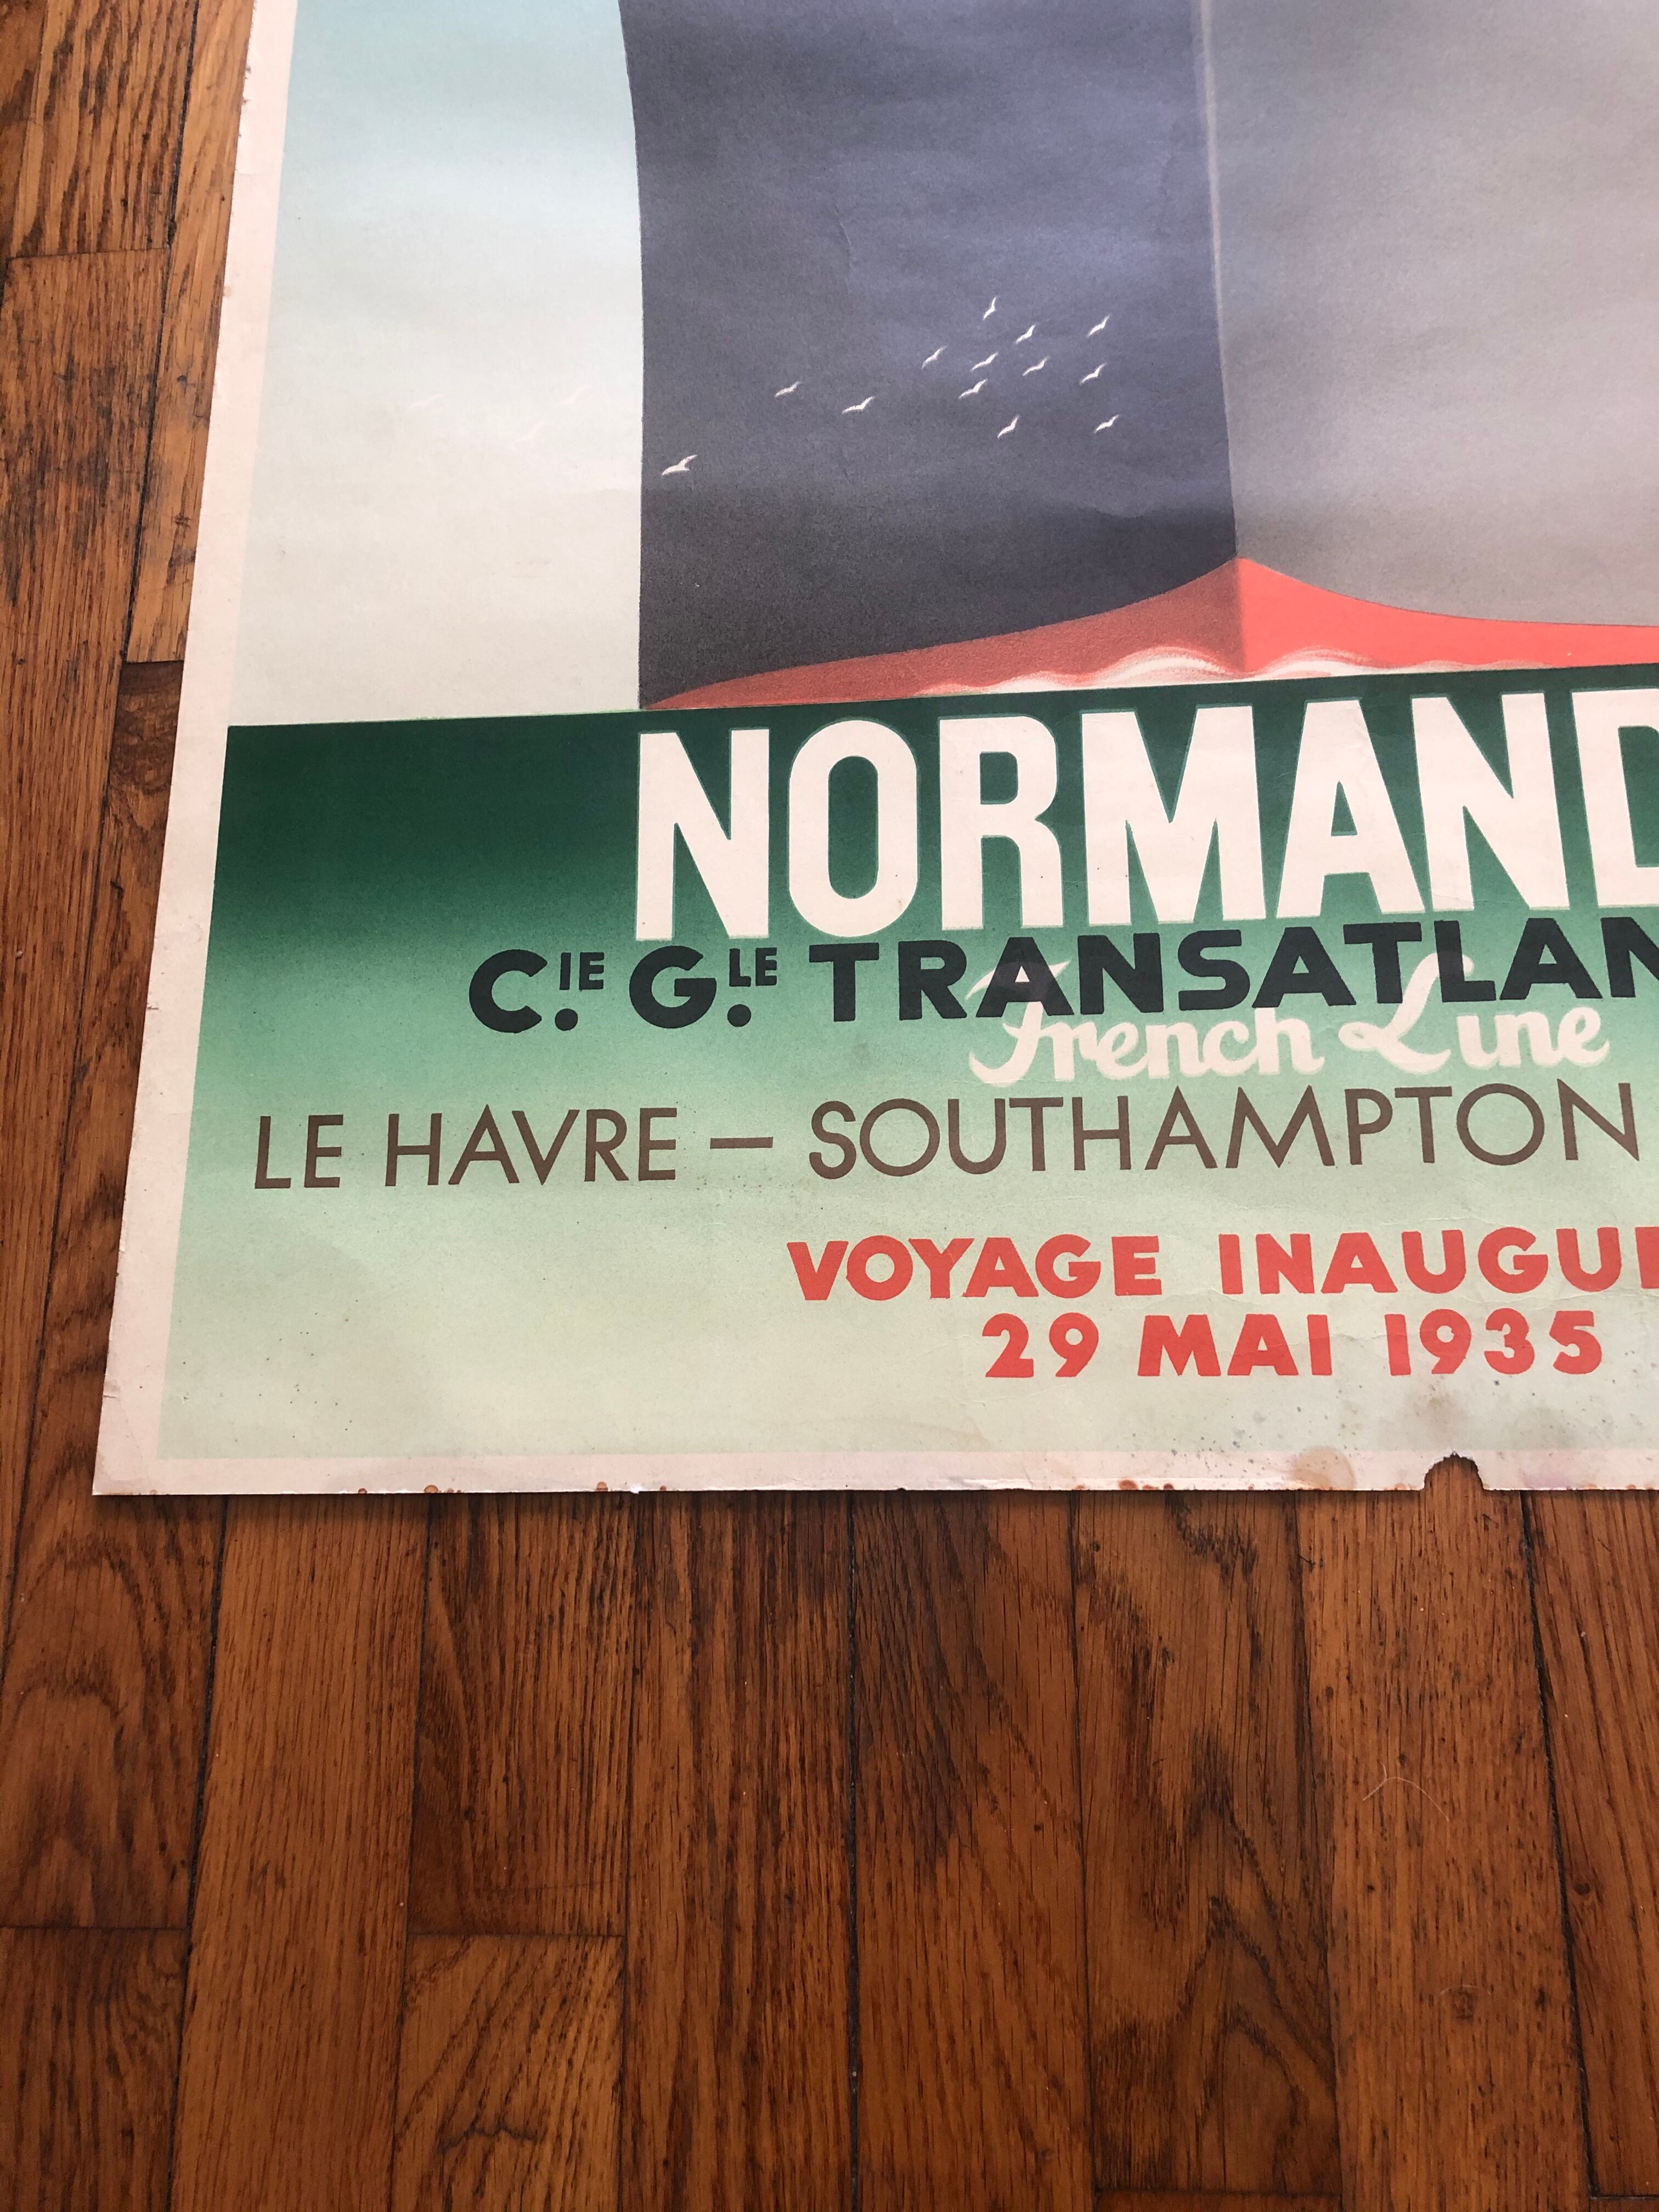 NORMAND
CIE. GLE. TRANSATLAN
French Line
LE HAVRE — SOUTHAMPTON
VOYAGE INAUGU
29 MAI 1935